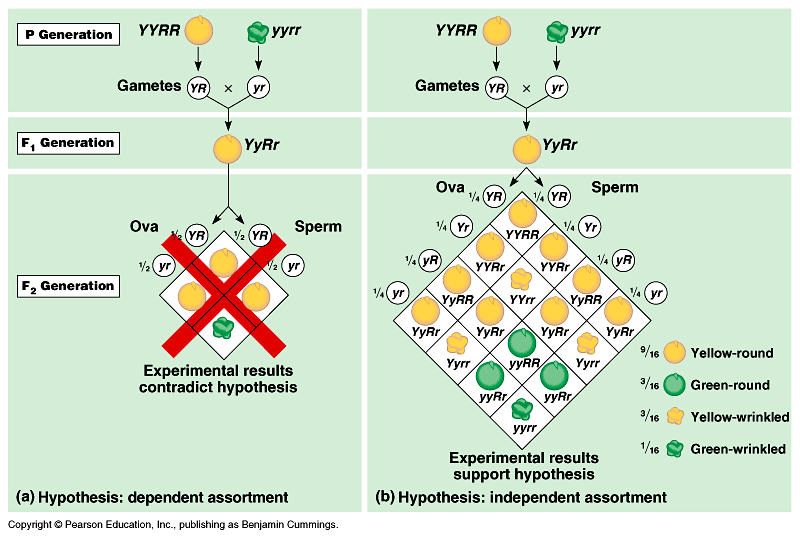 P Generation
YYRR
yyrr
Gametes
YR
×
yr
YYRR
yyrr
Gametes
YR
×
yr
F1 Generation
YyRr
YyRr
F2 Generation
Ova
Sperm
1/2 YR
1/2 YR
1/2 yr
1/2 yr
Experimental results
contradict hypothesis
(a) Hypothesis: dependent assortment
Ova
Sperm
1/4 YR
1/4 YR
1/4 Yr
1/4 Yr
1/4 yR
1/4 yR
1/4 yr
1/4 yr
YYRR
YYRr
YYRr
YyRR
YYrr
YyRR
YyRr
YyRr
YyRr
YyRr
Yyrr
yyRR
Yyrr
yyRr
yyRr
yyrr
9/16 Yellow-round
3/16 Green-round
3/16 Yellow-wrinkled
1/16 Green-wrinkled
Experimental results
support hypothesis
(b) Hypothesis: independent assortment
Copyright © Pearson Education, Inc., publishing as Benjamin Cummings.